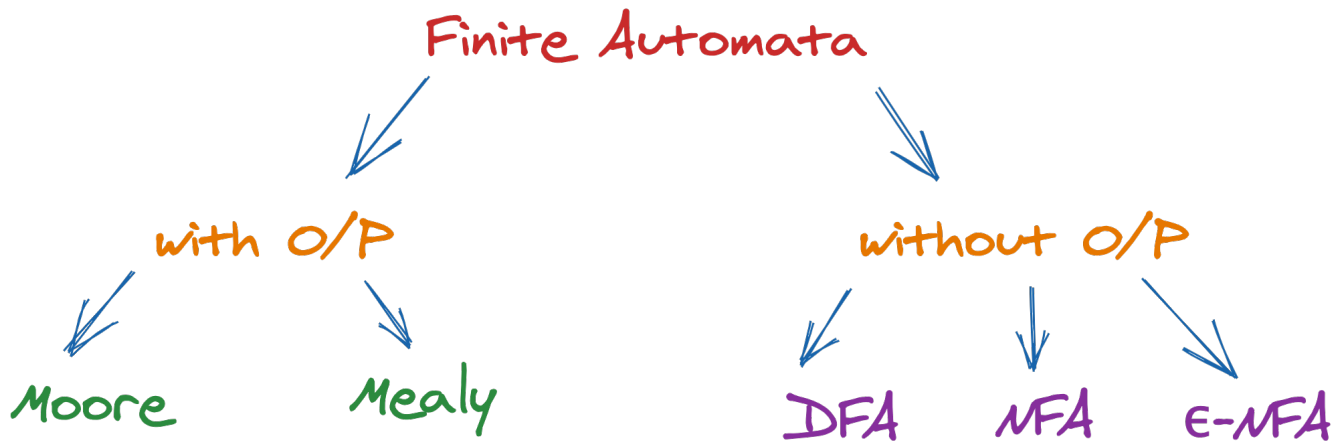 Finite Automata
with O/P without O/P
Moore Mealy DFA NFA ε-NFA